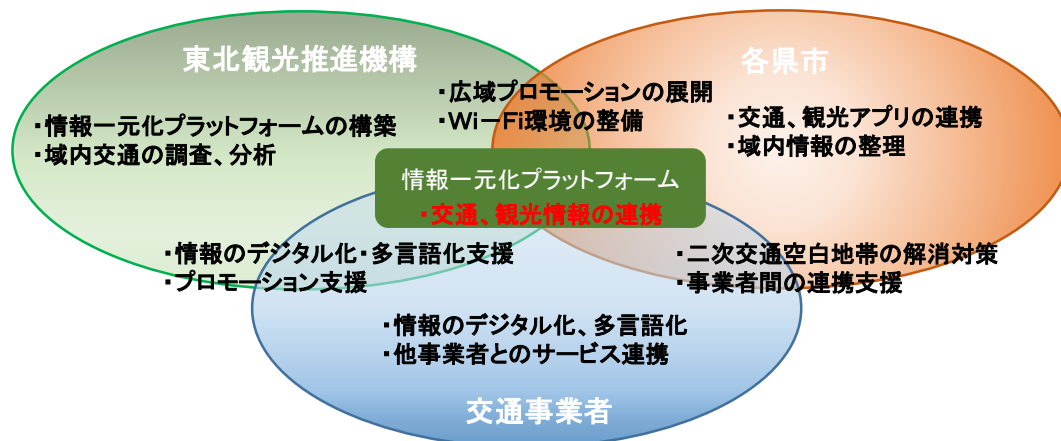 東北観光推進機構
各県市
・広域プロモーションの展開
・Wi－Fi環境の整備
・情報一元化プラットフォームの構築
・域内交通の調査、分析
・交通、観光アプリの連携
・域内情報の整理
情報一元化プラットフォーム
・交通、観光情報の連携
・情報のデジタル化・多言語化支援
・プロモーション支援
・二次交通空白地帯の解消対策
・事業者間の連携支援
・情報のデジタル化、多言語化
・他事業者とのサービス連携
交通事業者